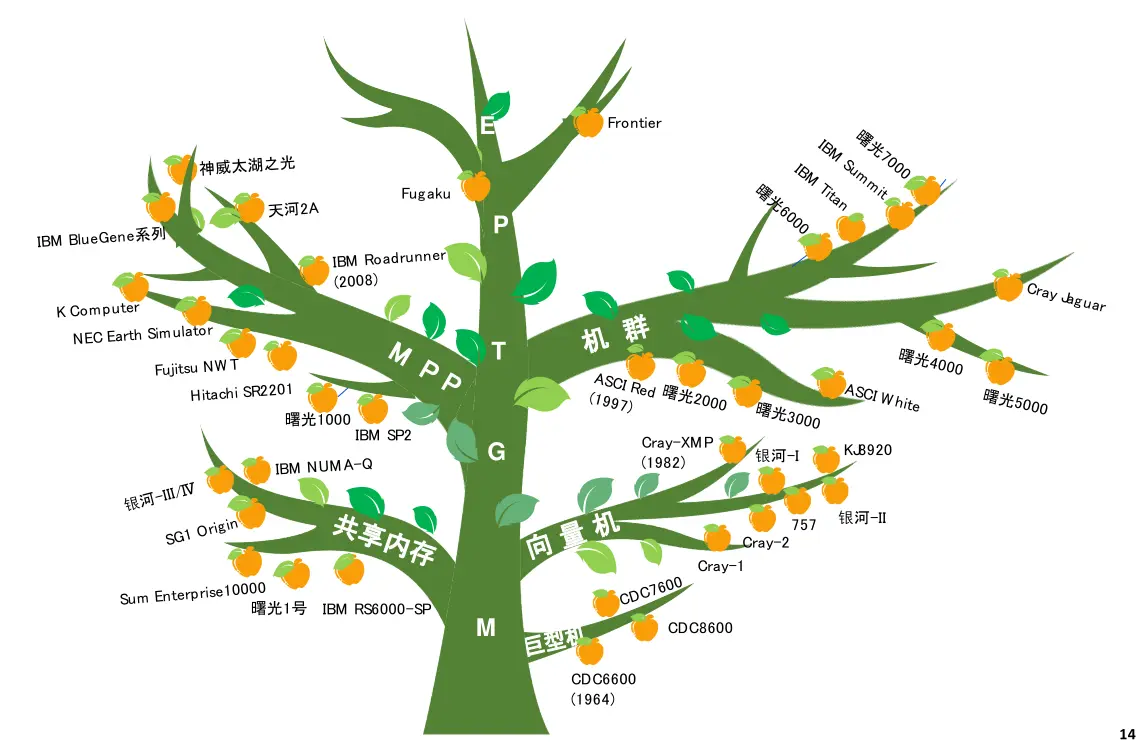 E
Frontier
Fugaku
P
神威太湖之光
天河2A
IBM BlueGene系列
IBM Roadrunner
(2008)
K Computer
NEC Earth Simulator
Fujitsu NWT
Hitachi SR2201
MPP
曙光1000
IBM SP2
曙光7000
IBM Summit
IBM Titan
曙光6000
Cray Jaguar
机群
T
曙光4000
曙光5000
ASCI Red
(1997)
曙光2000
曙光3000
ASCI White
G
IBM NUMA-Q
银河-III/Ⅳ
SG1 Origin
共享内存
Sum Enterprise10000
曙光1号
IBM RS6000-SP
Cray-XMP
(1982)
银河-I
KJ8920
银河-II
757
Cray-2
Cray-1
向量机
M
CDC7600
CDC8600
巨型机
CDC6600
(1964)
14